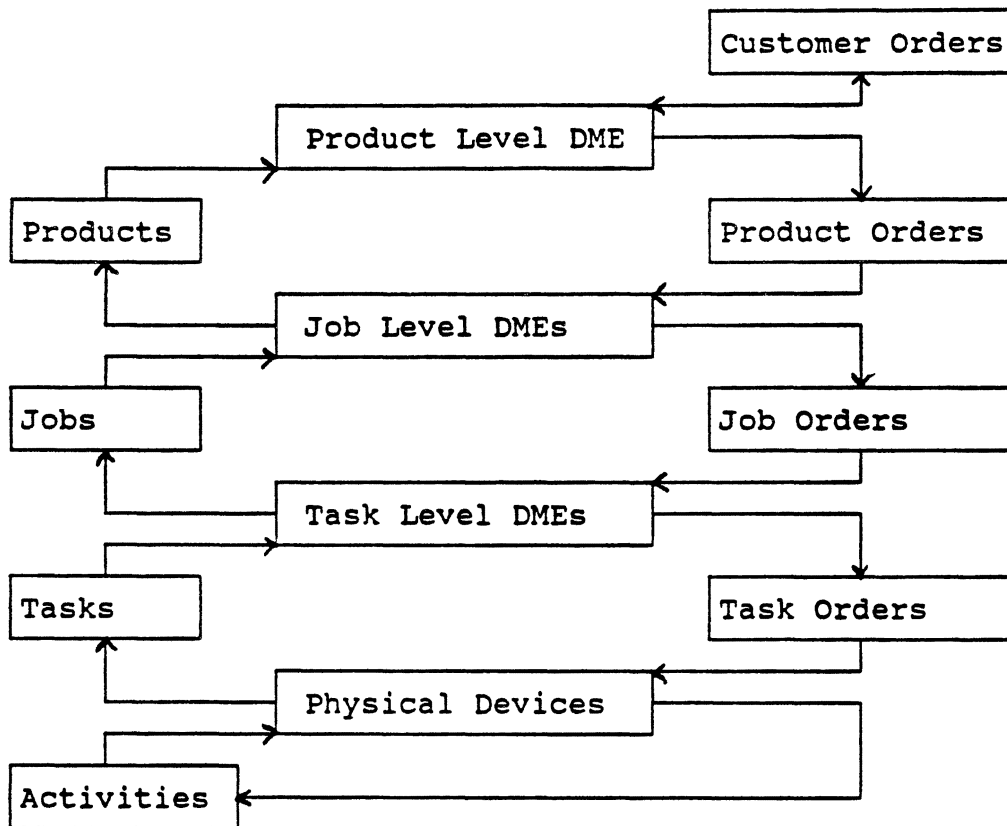 Customer Orders
Product Level DME
Products
Product Orders
Job Level DMEs
Jobs
Job Orders
Task Level DMEs
Tasks
Task Orders
Physical Devices
Activities